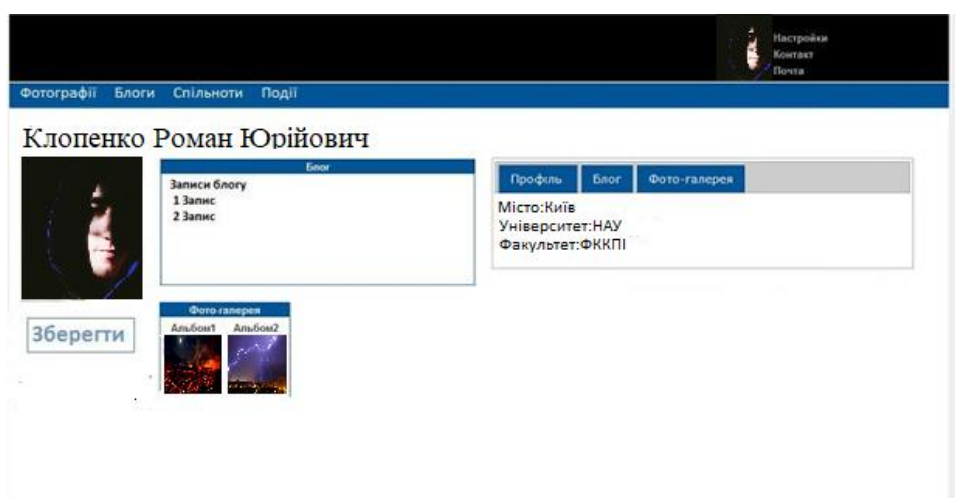 Настройки
Контакт
Почта
Фотографії Блоги Спільноти Події
Клопенко Роман Юрійович
Блог
Записи блогу
1 Запис
2 Запис
Профіль Блог Фото-галерея
Місто:Київ
Університет:НАУ
Факультет:ФККПІ
Зберегти
Фото-галерея
Альбом1 Альбом2